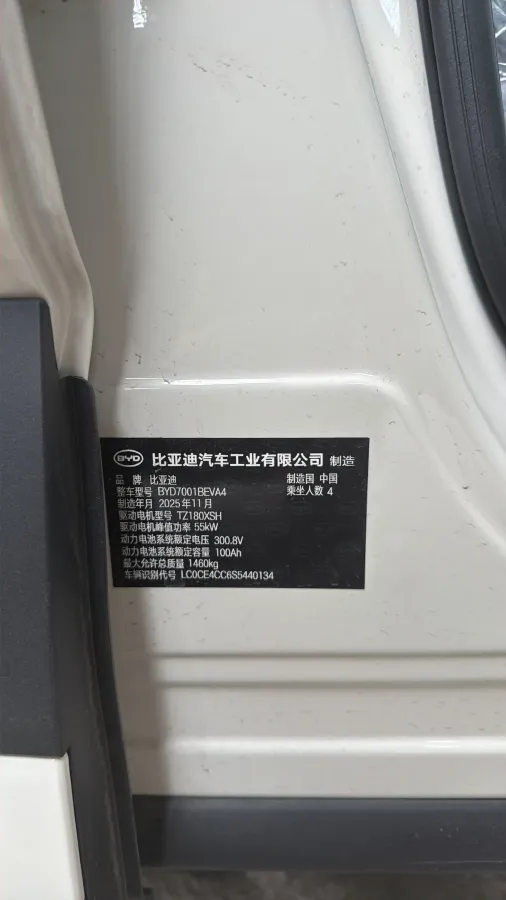 BYD 比亚迪汽车工业有限公司 制造
品 牌 比亚迪 制造国 中国
整车型号 BYD7001BEVA4 乘坐人数 4
制造年月 2025年11月
驱动电机型号 TZ180XSH
驱动电机峰值功率 55kW
动力电池系统额定电压 300.8V
动力电池系统额定容量 100Ah
最大允许总质量 1460kg
车辆识别代号 LC0CE4CC6S5440134